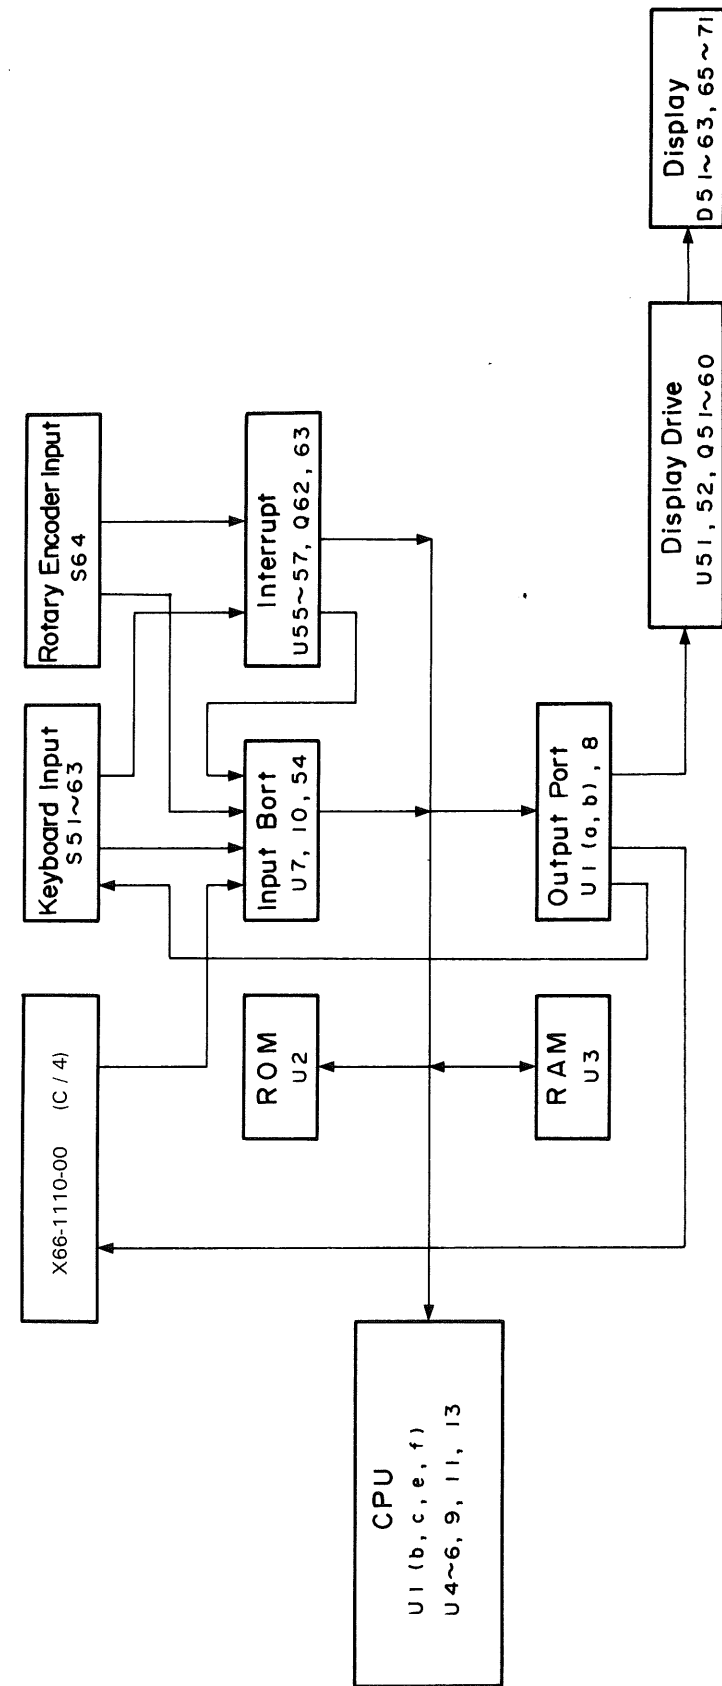 X66-1110-00 (C / 4)
Keyboard Input
S51~63
Rotary Encoder Input
S64
ROM
U2
Input Bort
U7, 10, 54
Interrupt
U55~57, Q62, 63
CPU
U1 (b, c, e, f)
U4~6, 9, 11, 13
RAM
U3
Output Port
U1 (a, b), 8
Display Drive
U51, 52, Q51~60
Display
D51~63, 65~71